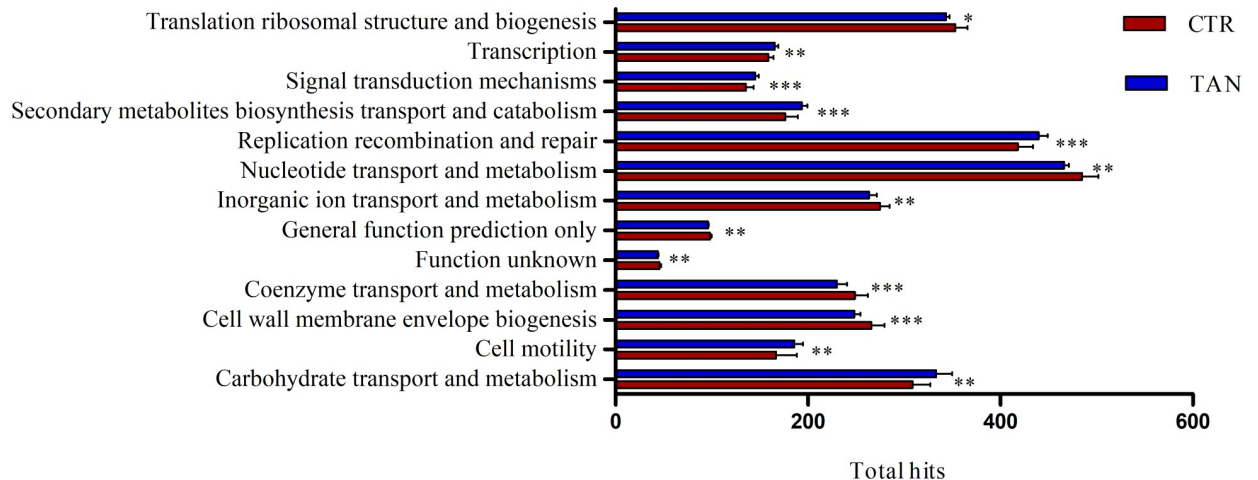 Translation ribosomal structure and biogenesis
*
CTR
Transcription
**
Signal transduction mechanisms
***
TAN
Secondary metabolites biosynthesis transport and catabolism
***
Replication recombination and repair
***
Nucleotide transport and metabolism
**
Inorganic ion transport and metabolism
**
General function prediction only
**
Function unknown
**
Coenzyme transport and metabolism
***
Cell wall membrane envelope biogenesis
***
Cell motility
**
Carbohydrate transport and metabolism
**
0 200 400 600
Total hits